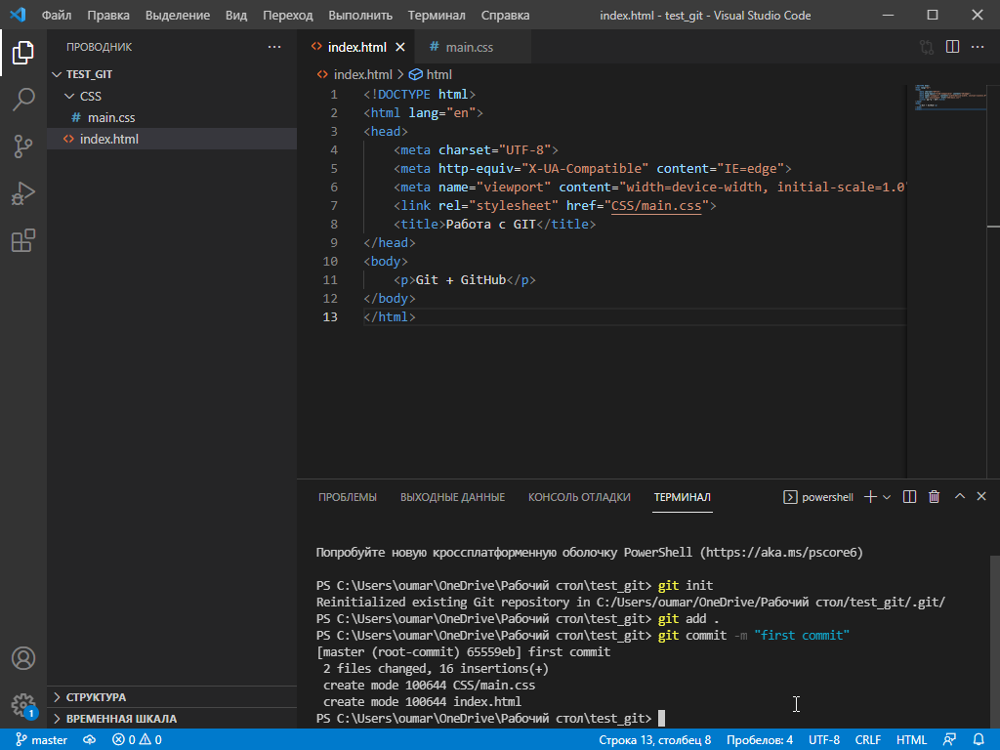 Файл Правка Выделение Вид Переход Выполнить Терминал Справка index.html - test_git - Visual Studio Code
ПРОВОДНИК
TEST_GIT
CSS
# main.css
index.html
index.html # main.css
index.html > html
1 <!DOCTYPE html>
2 <html lang="en">
3 <head>
4 <meta charset="UTF-8">
5 <meta http-equiv="X-UA-Compatible" content="IE=edge">
6 <meta name="viewport" content="width=device-width, initial-scale=1.0"
7 <link rel="stylesheet" href="CSS/main.css">
8 <title>Работа с GIT</title>
9 </head>
10 <body>
11 <p>Git + GitHub</p>
12 </body>
13 </html>
ПРОБЛЕМЫ ВЫХОДНЫЕ ДАННЫЕ КОНСОЛЬ ОТЛАДКИ ТЕРМИНАЛ powershell
Попробуйте новую кроссплатформенную оболочку PowerShell (https://aka.ms/pscore6)
PS C:\Users\oumar\OneDrive\Рабочий стол\test_git> git init
Reinitialized existing Git repository in C:/Users/oumar/OneDrive/Рабочий стол/test_git/.git/
PS C:\Users\oumar\OneDrive\Рабочий стол\test_git> git add .
PS C:\Users\oumar\OneDrive\Рабочий стол\test_git> git commit -m "first commit"
[master (root-commit) 65559eb] first commit
2 files changed, 16 insertions(+)
create mode 100644 CSS/main.css
create mode 100644 index.html
PS C:\Users\oumar\OneDrive\Рабочий стол\test_git>
СТРУКТУРА
ВРЕМЕННАЯ ШКАЛА
1
master 0 0 Строка 13, столбец 8 Пробелов: 4 UTF-8 CRLF HTML